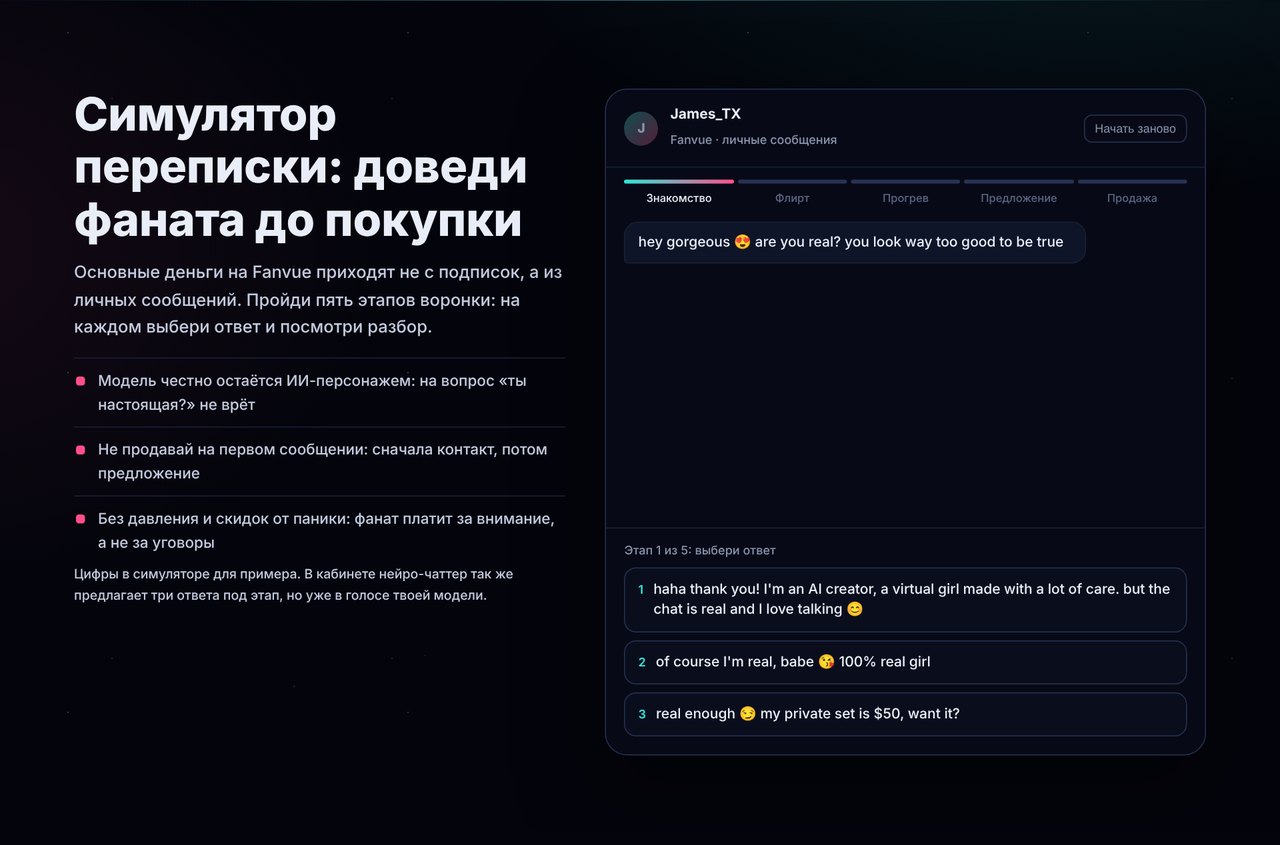 Симулятор
переписки: доведи
фаната до покупки
Основные деньги на Fanvue приходят не с подписок, а из
личных сообщений. Пройди пять этапов воронки: на
каждом выбери ответ и посмотри разбор.
Модель честно остаётся ИИ-персонажем: на вопрос «ты
настоящая?» не врёт
Не продавай на первом сообщении: сначала контакт, потом
предложение
Без давления и скидок от паники: фанат платит за внимание,
а не за уговоры
Цифры в симуляторе для примера. В кабинете нейро-чаттер так же
предлагает три ответа под этап, но уже в голосе твоей модели.
J
James_TX
Fanvue · личные сообщения
Начать заново
Знакомство Флирт Прогрев Предложение Продажа
hey gorgeous 😍 are you real? you look way too good to be true
Этап 1 из 5: выбери ответ
1 haha thank you! I'm an AI creator, a virtual girl made with a lot of care. but the
chat is real and I love talking 😊
2 of course I'm real, babe 😘 100% real girl
3 real enough 😏 my private set is $50, want it?